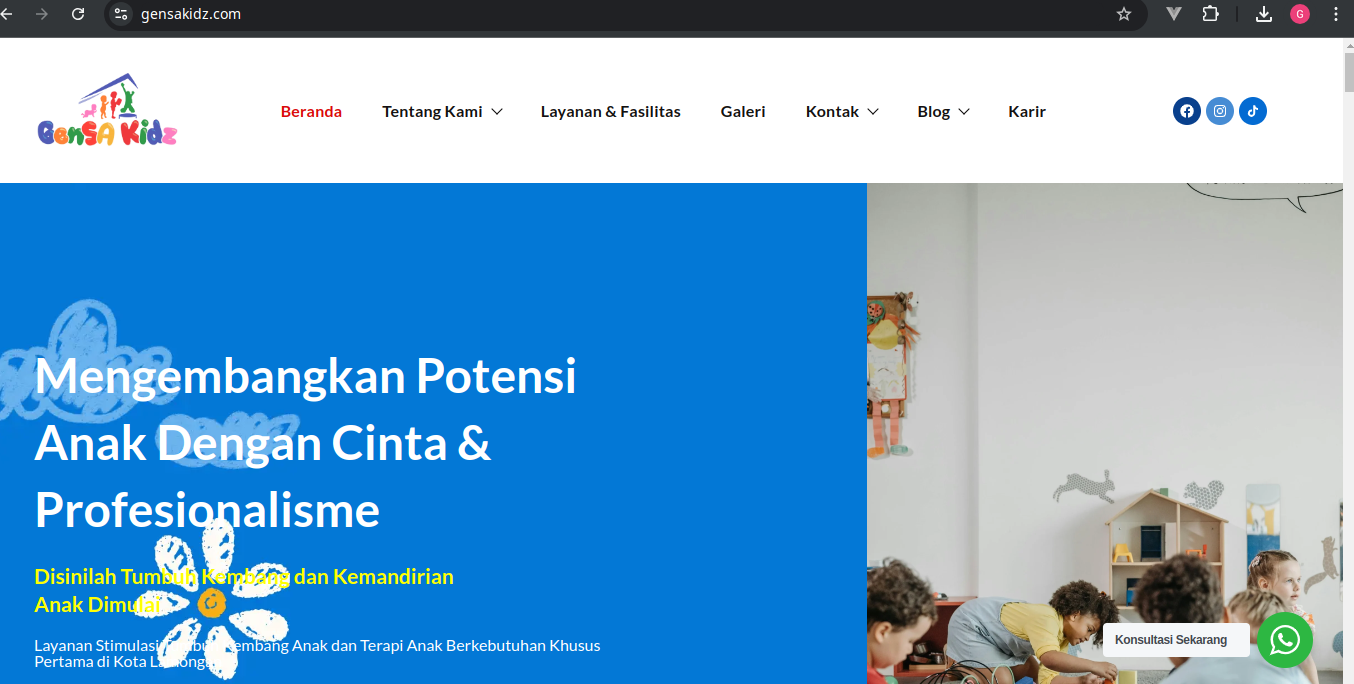 gensakidz.com
G
GenSA Kidz
Beranda
Tentang Kami
Layanan & Fasilitas
Galeri
Kontak
Blog
Karir
Mengembangkan Potensi
Anak Dengan Cinta &
Profesionalisme
Disinilah Tumbuh Kembang dan Kemandirian
Anak Dimulai
Layanan Stimulasi Tumbuh Kembang Anak dan Terapi Anak Berkebutuhan Khusus
Pertama di Kota Lamongan
Konsultasi Sekarang